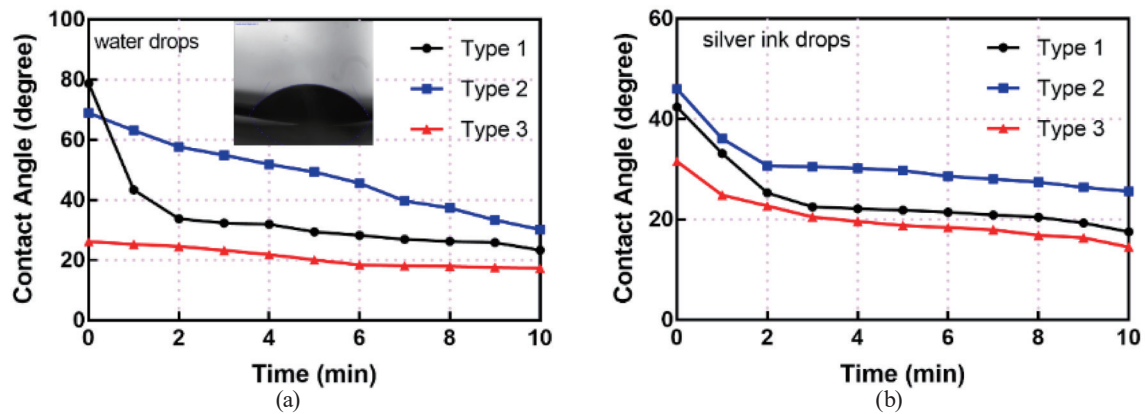 100
80
60
40
20
0
Contact Angle (degree)
water drops
Type 1
Type 2
Type 3
0 2 4 6 8 10
Time (min)
(a)
60
40
20
0
Contact Angle (degree)
silver ink drops
Type 1
Type 2
Type 3
0 2 4 6 8 10
Time (min)
(b)